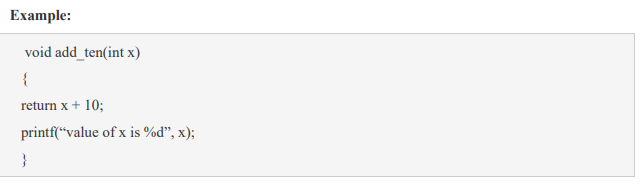 Example:
void add_ten(int x)
{
return x + 10;
printf(“value of x is %d”, x);
}